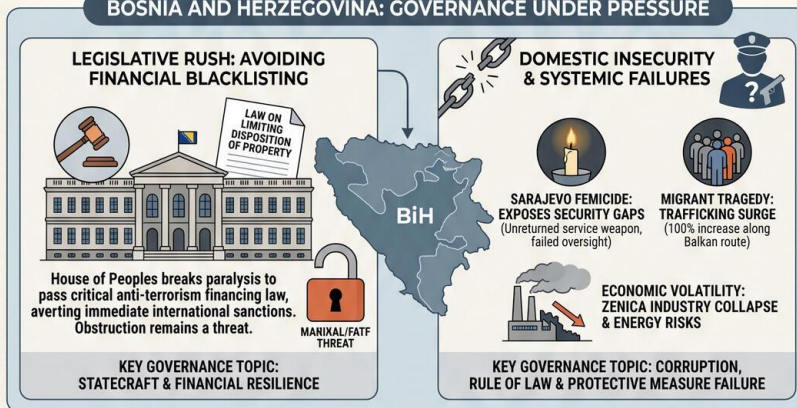 BOSNIA AND HERZEGOVINA: GOVERNANCE UNDER PRESSURE
LEGISLATIVE RUSH: AVOIDING
FINANCIAL BLACKLISTING
LAW ON
LIMITING
DISPOSITION
OF PROPERTY
House of Peoples breaks paralysis to
pass critical anti-terrorism financing law,
averting immediate international sanctions.
Obstruction remains a threat.
MANIXAL/FATF
THREAT
KEY GOVERNANCE TOPIC:
STATECRAFT & FINANCIAL RESILIENCE
BiH
DOMESTIC INSECURITY
& SYSTEMIC FAILURES
?
SARAJEVO FEMICIDE:
EXPOSES SECURITY GAPS
(Unreturned service weapon,
failed oversight)
MIGRANT TRAGEDY:
TRAFFICKING SURGE
(100% increase along
Balkan route)
ECONOMIC VOLATILITY:
ZENICA INDUSTRY COLLAPSE
& ENERGY RISKS
KEY GOVERNANCE TOPIC: CORRUPTION,
RULE OF LAW & PROTECTIVE MEASURE FAILURE